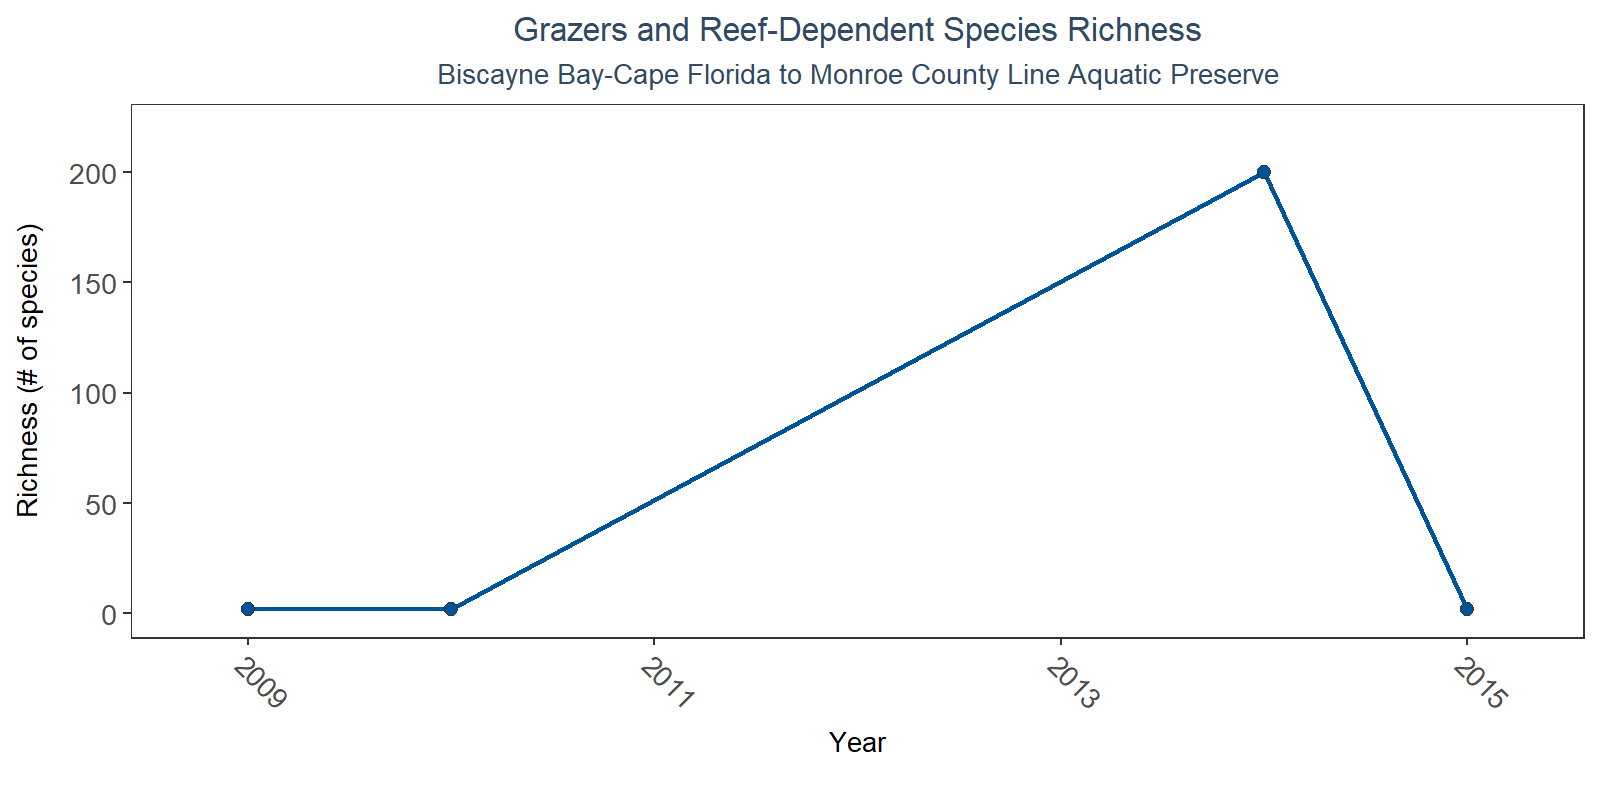 Grazers and Reef-Dependent Species Richness
Biscayne Bay-Cape Florida to Monroe County Line Aquatic Preserve
Richness (# of species)
200
150
100
50
0
2009
2011
2013
2015
Year